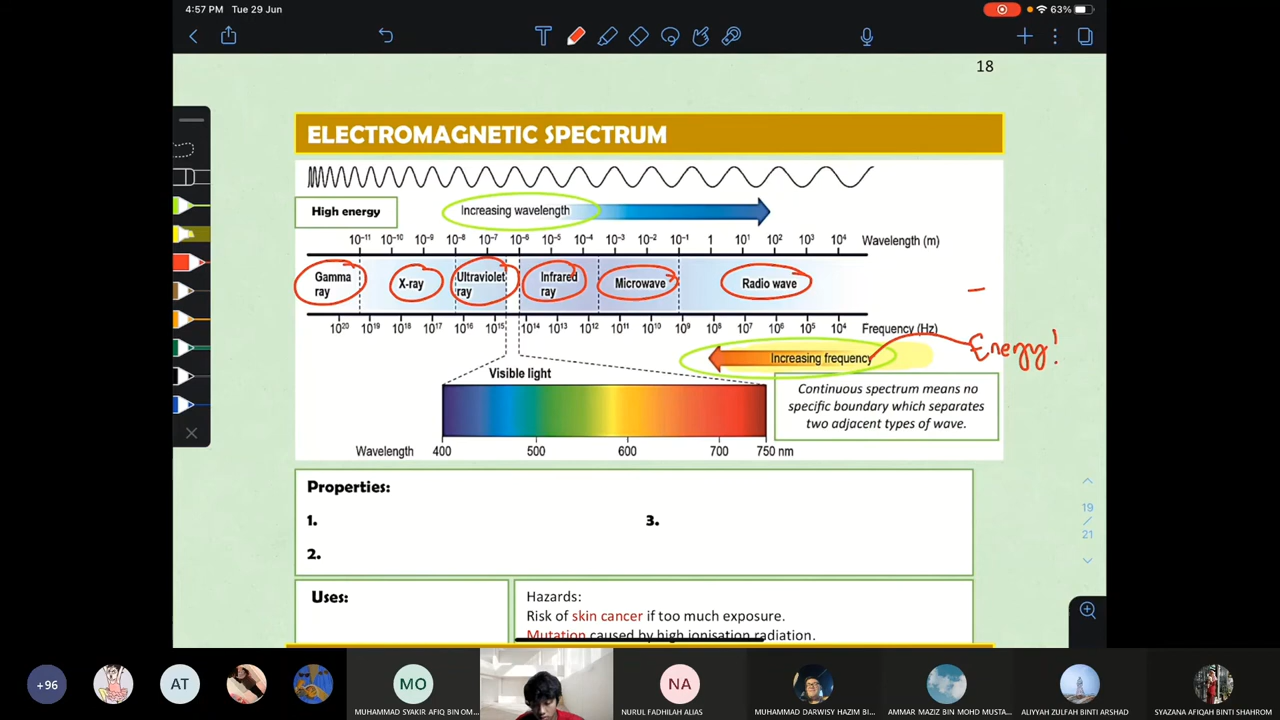 4:57 PM Tue 29 Jun
63%
18
ELECTROMAGNETIC SPECTRUM
High energy
Increasing wavelength
10⁻¹¹ 10⁻¹⁰ 10⁻⁹ 10⁻⁸ 10⁻⁷ 10⁻⁶ 10⁻⁵ 10⁻⁴ 10⁻³ 10⁻² 10⁻¹ 1 10¹ 10² 10³ 10⁴ Wavelength (m)
Gamma ray
X-ray
Ultraviolet ray
Infrared ray
Microwave
Radio wave
10²⁰ 10¹⁹ 10¹⁸ 10¹⁷ 10¹⁶ 10¹⁵ 10¹⁴ 10¹³ 10¹² 10¹¹ 10¹⁰ 10⁹ 10⁸ 10⁷ 10⁶ 10⁵ 10⁴ Frequency (Hz)
Increasing frequency
Energy!
Visible light
Continuous spectrum means no
specific boundary which separates
two adjacent types of wave.
Wavelength 400 500 600 700 750 nm
Properties:
1.
3.
2.
19
/
21
Uses:
Hazards:
Risk of skin cancer if too much exposure.
Mutation caused by high ionisation radiation.
+96
AT
MO
NA
MUHAMMAD SYAKIR AFIQ BIN OM...
NURUL FADHILAH ALIAS
MUHAMMAD DARWISY HAZIM BI...
AMMAR MAZIZ BIN MOHD MUSTA...
ALIYYAH ZULFAH BINTI ARSHAD
SYAZANA AFIQAH BINTI SHAHROM